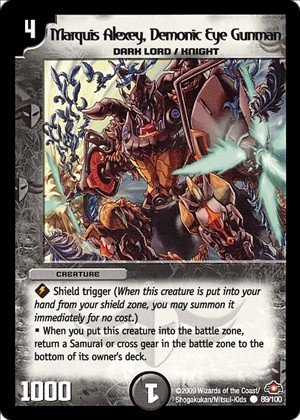 4
Marquis Alexey, Demonic Eye Gunman
DARK LORD / KNIGHT
CREATURE
Shield trigger (When this creature is put into your
hand from your shield zone, you may summon it
immediately for no cost.)
▪ When you put this creature into the battle zone,
return a Samurai or cross gear in the battle zone to the
bottom of its owner's deck.
1000
1
©2009 Wizards of the Coast/
Shogakukan/Mitsui-Kids
89/100